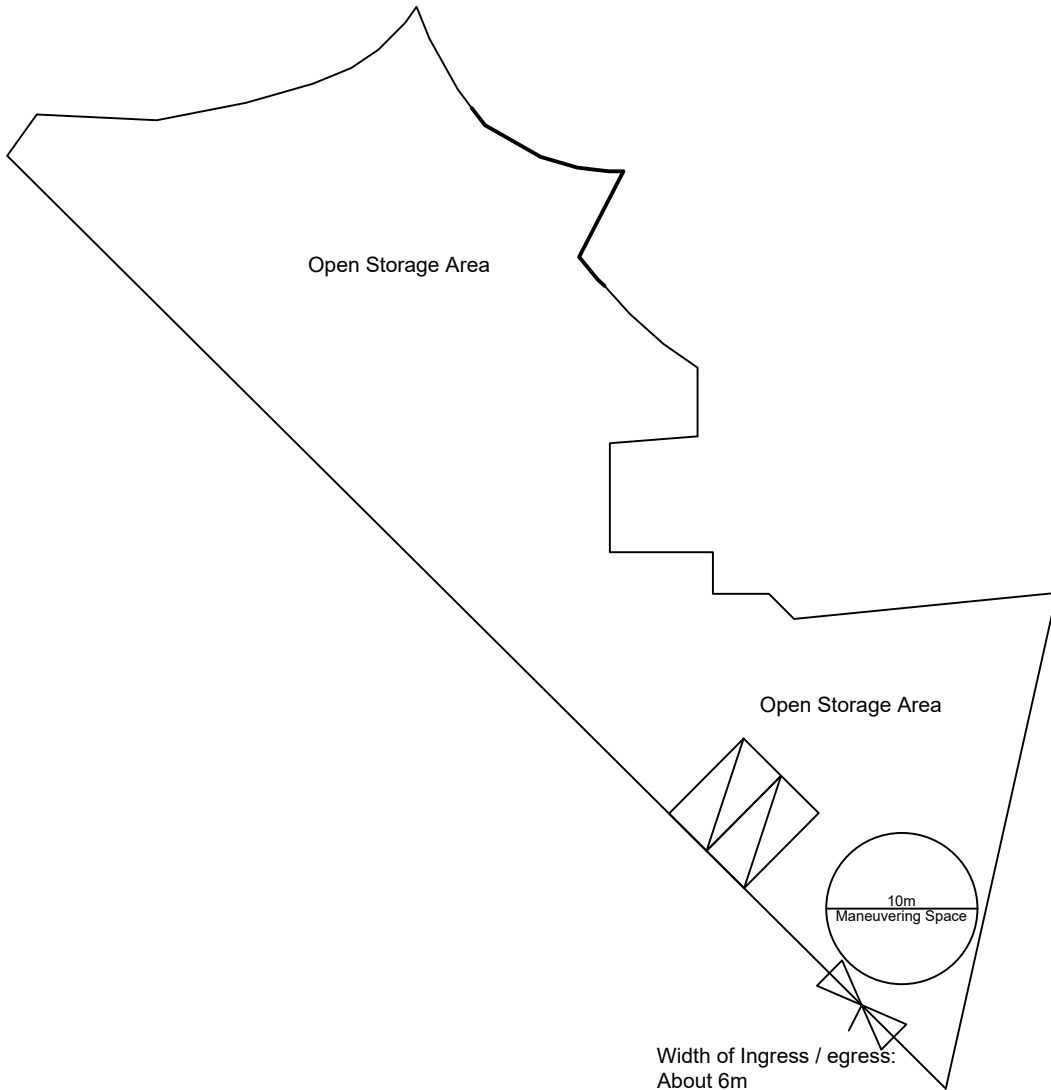 Open Storage Area
Open Storage Area
10m
Maneuvering Space
Width of Ingress / egress:
About 6m